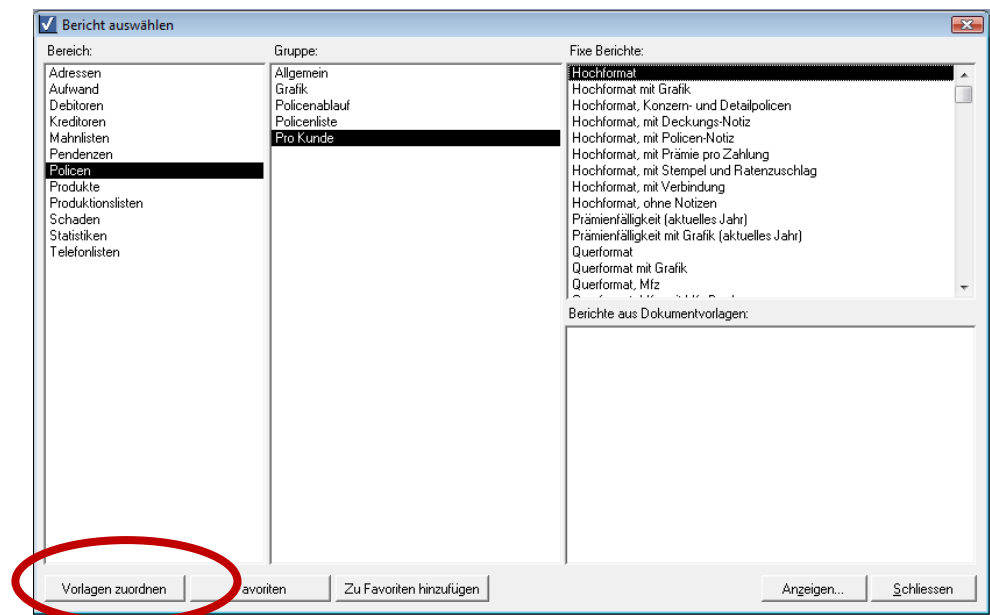 Bericht auswählen
Bereich:
Adressen
Aufwand
Debitoren
Kreditoren
Mahnlisten
Pendenzen
Policen
Produkte
Produktionslisten
Schaden
Statistiken
Telefonlisten
Gruppe:
Allgemein
Grafik
Policenablauf
Policenliste
Pro Kunde
Fixe Berichte:
Hochformat
Hochformat mit Grafik
Hochformat, Konzern- und Detailpolicen
Hochformat, mit Deckungs-Notiz
Hochformat, mit Policen-Notiz
Hochformat, mit Prämie pro Zahlung
Hochformat, mit Stempel und Ratenzuschlag
Hochformat, mit Verbindung
Hochformat, ohne Notizen
Prämienfälligkeit (aktuelles Jahr)
Prämienfälligkeit mit Grafik (aktuelles Jahr)
Querformat
Querformat mit Grafik
Querformat, Mfz
Berichte aus Dokumentvorlagen:
Vorlagen zuordnen
avoriten
Zu Favoriten hinzufügen
Anzeigen...
Schliessen